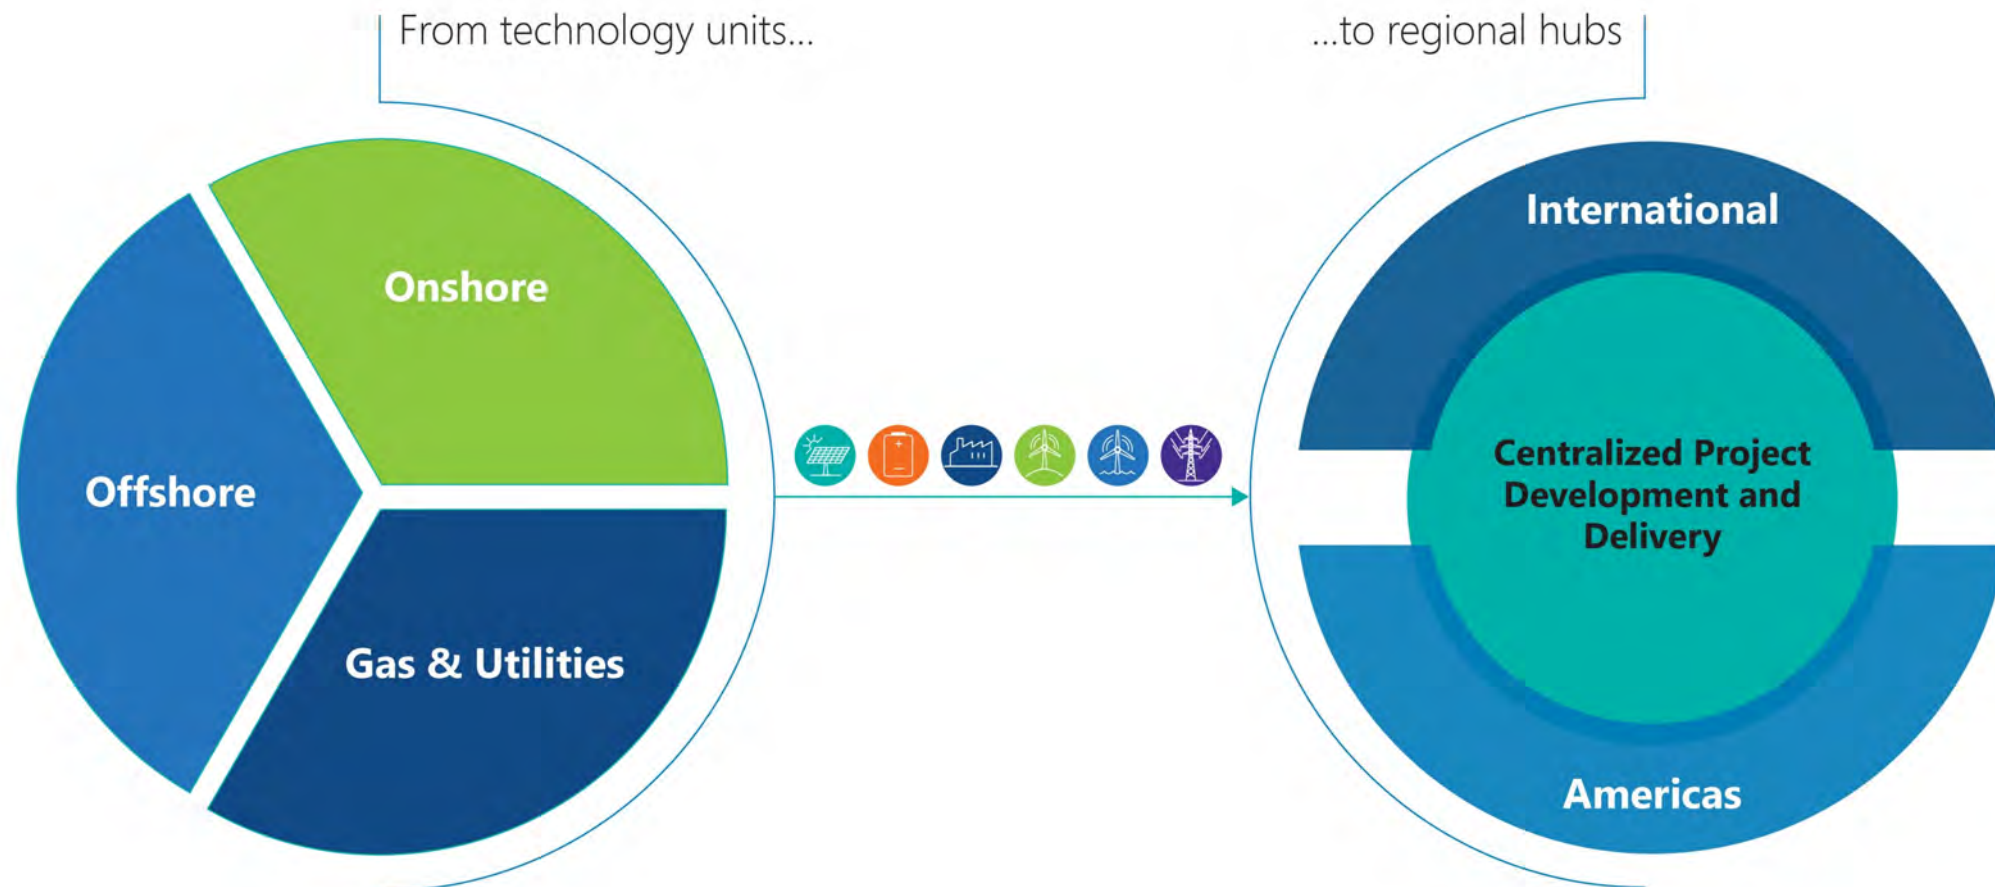 From technology units...
...to regional hubs
Onshore
Offshore
Gas & Utilities
International
Centralized Project
Development and
Delivery
Americas